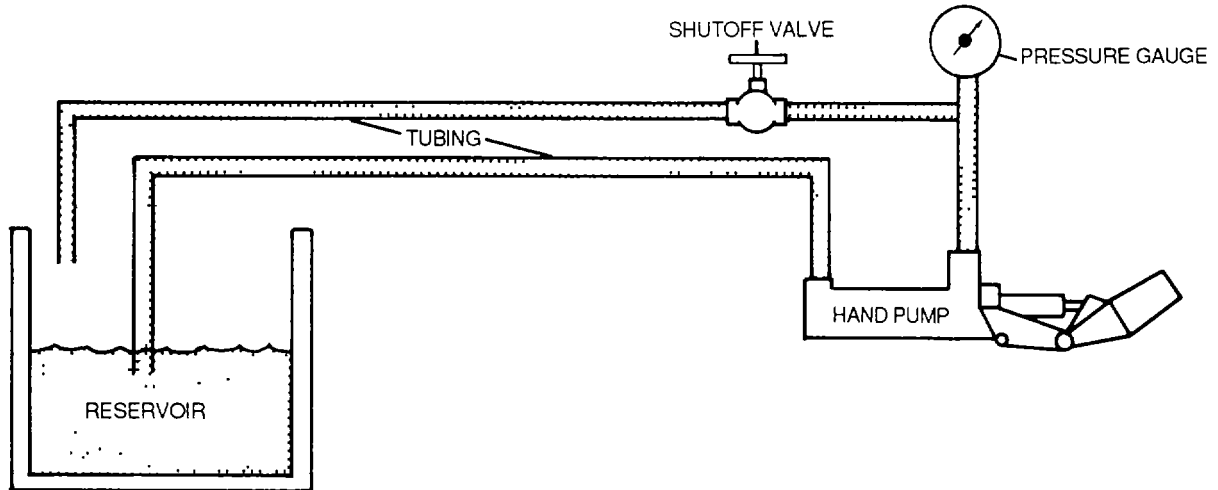 SHUTOFF VALVE
PRESSURE GAUGE
TUBING
HAND PUMP
RESERVOIR